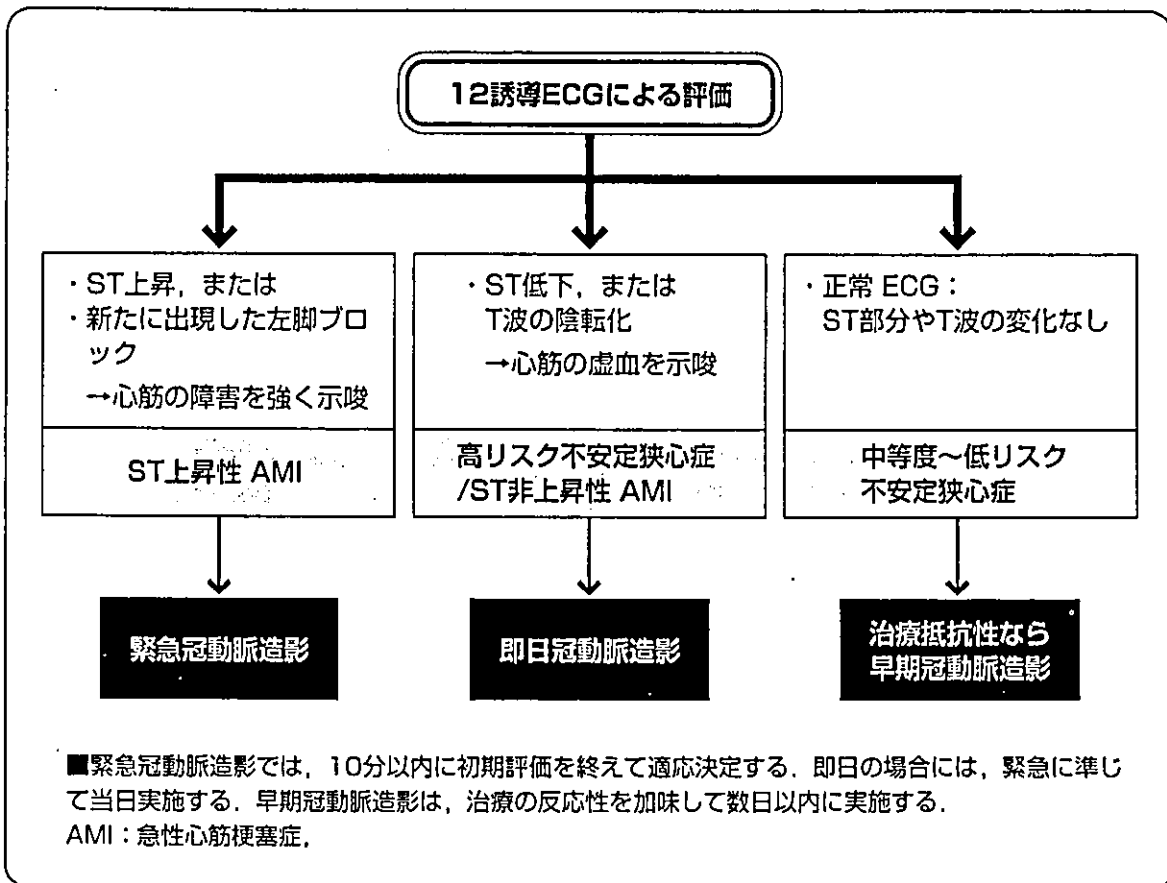 12誘導ECGによる評価
・ST上昇，または
・新たに出現した左脚ブロ
ック
→心筋の障害を強く示唆
ST上昇性 AMI
緊急冠動脈造影
・ST低下，または
T波の陰転化
→心筋の虚血を示唆
高リスク不安定狭心症
/ST非上昇性 AMI
即日冠動脈造影
・正常 ECG：
ST部分やT波の変化なし
中等度〜低リスク
不安定狭心症
治療抵抗性なら
早期冠動脈造影
■緊急冠動脈造影では，10分以内に初期評価を終えて適応決定する．即日の場合には，緊急に準じ
て当日実施する．早期冠動脈造影は，治療の反応性を加味して数日以内に実施する．
AMI：急性心筋梗塞症．